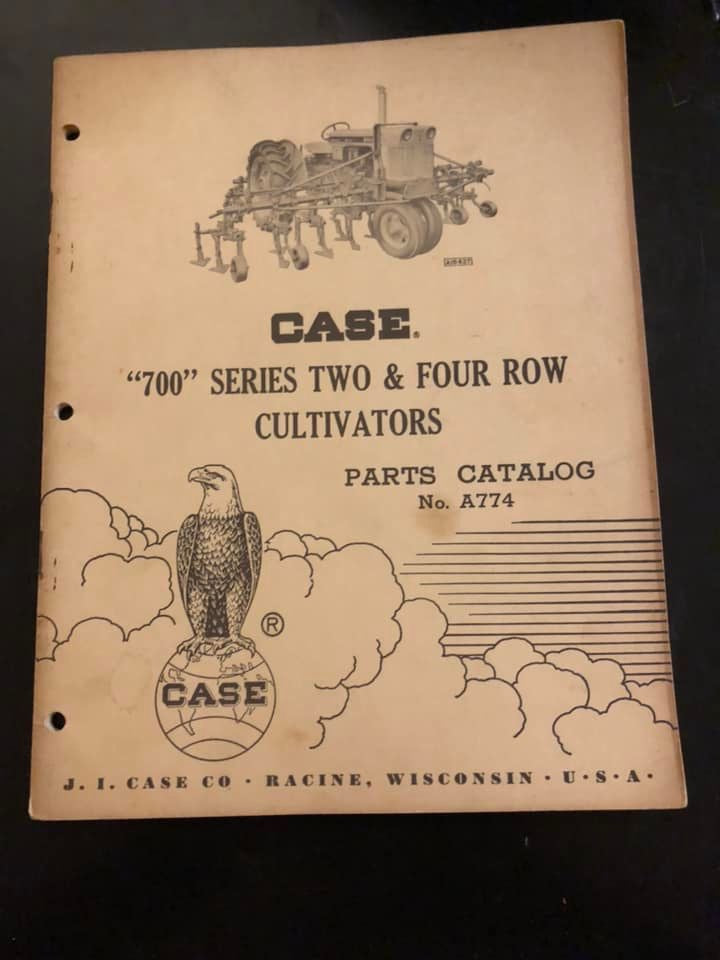 CASE®
“700” SERIES TWO & FOUR ROW
CULTIVATORS
PARTS CATALOG
No. A774
®
CASE
J. I. CASE CO · RACINE, WISCONSIN · U·S·A·